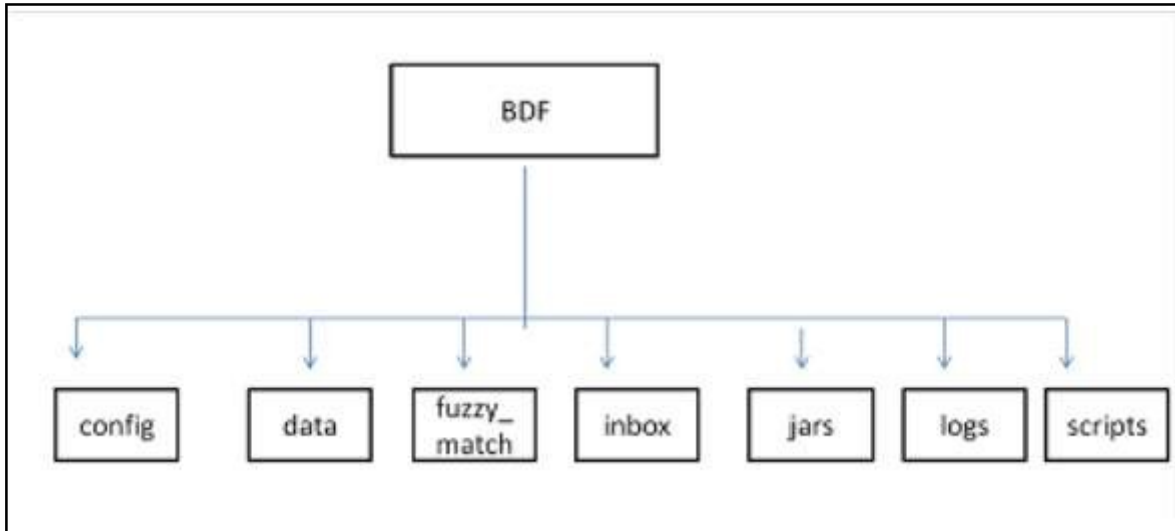 BDF
config
data
fuzzy_
match
inbox
jars
logs
scripts